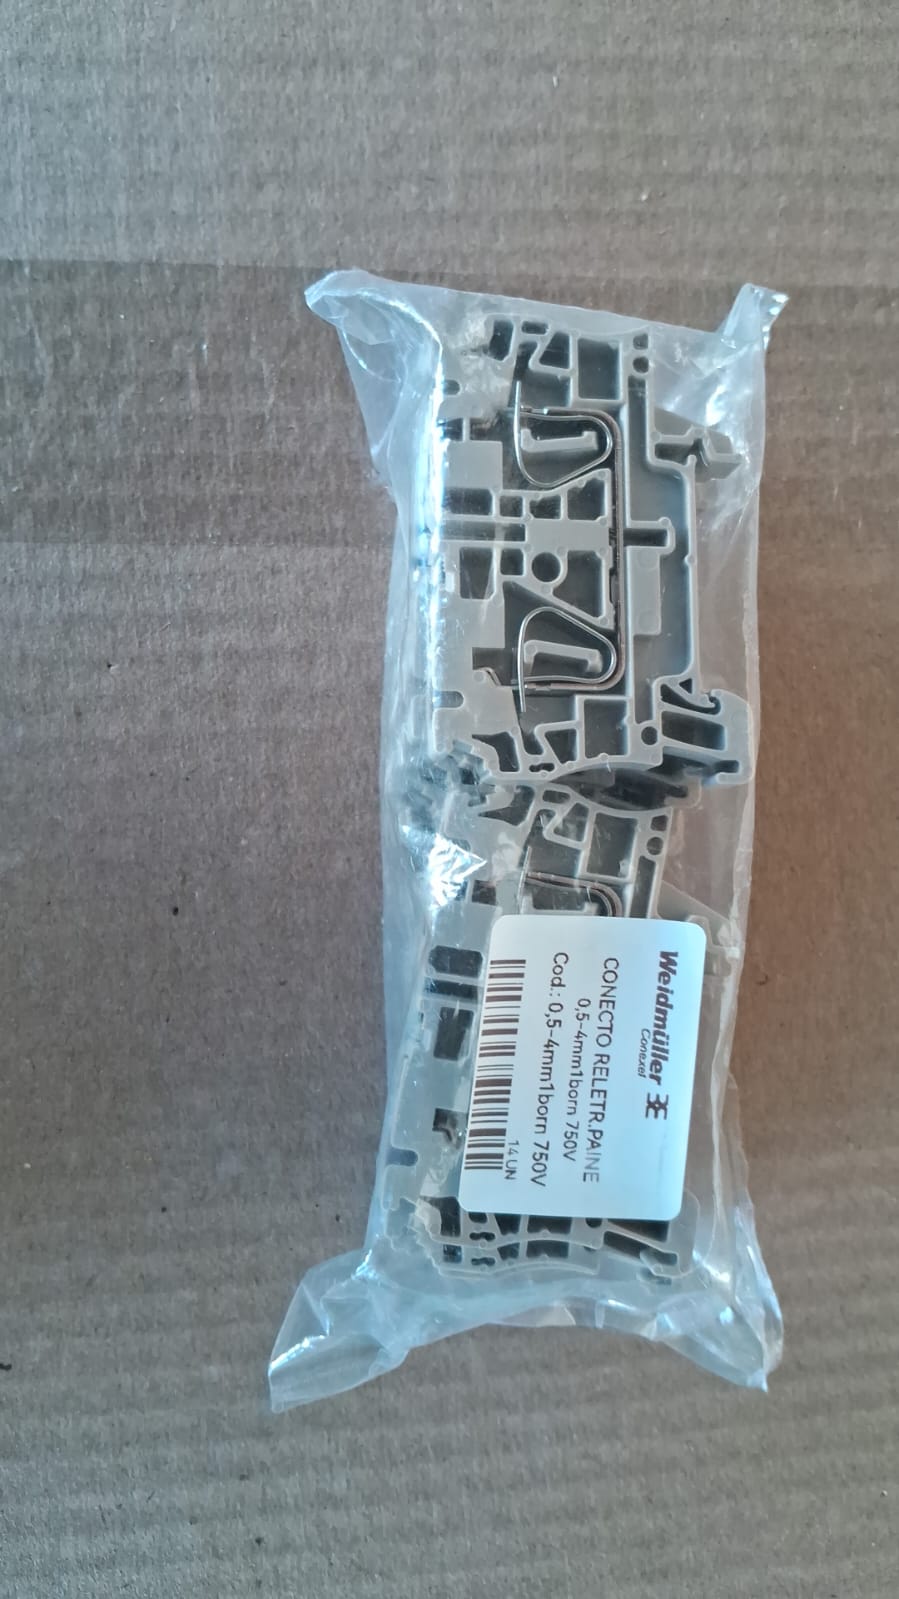 Weidmüller
Conexel
CONECTO RELETR.PAINE
0,5-4mm1born 750V
Cod.: 0,5-4mm1born 750V
14 UN